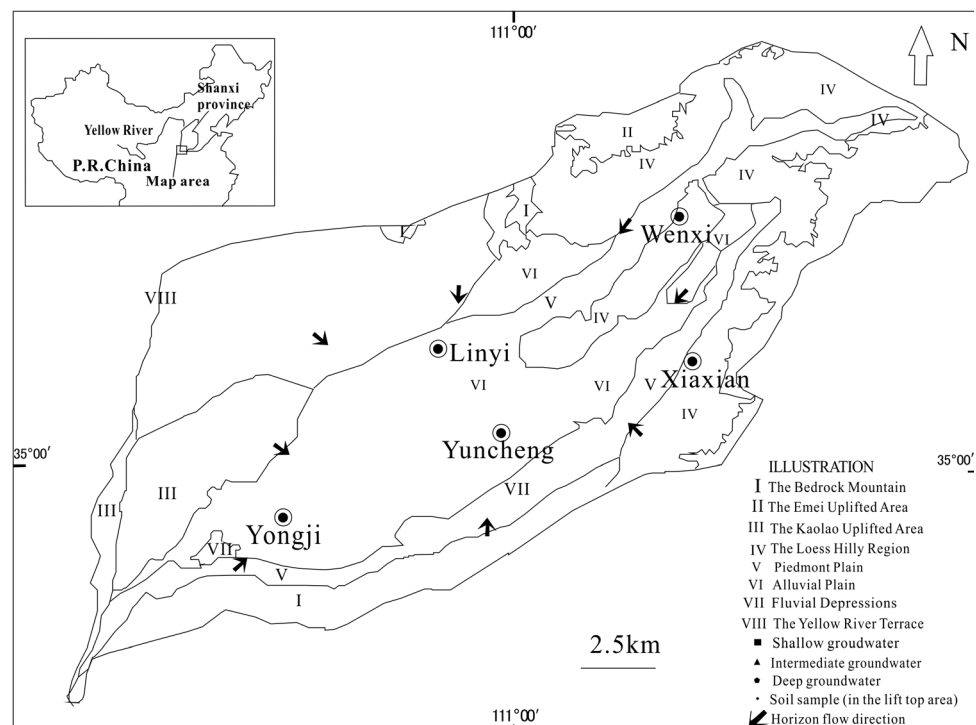 111°00′
N
Shanxi
province
Yellow River
P.R.China
Map area
IV
IV
II
IV
IV
I
I
Wenxi
VI
VI
VIII
V
IV
Linyi
VI
VI
V
Xiaxian
IV
Yuncheng
35°00′
35°00′
VII
III
III
Yongji
VII
V
I
2.5km
111°00′
ILLUSTRATION
I The Bedrock Mountain
II The Emei Uplifted Area
III The Kaolao Uplifted Area
IV The Loess Hilly Region
V Piedmont Plain
VI Alluvial Plain
VII Fluvial Depressions
VIII The Yellow River Terrace
Shallow groudwater
Intermediate groundwater
Deep groundwater
Soil sample (in the lift top area)
Horizon flow direction